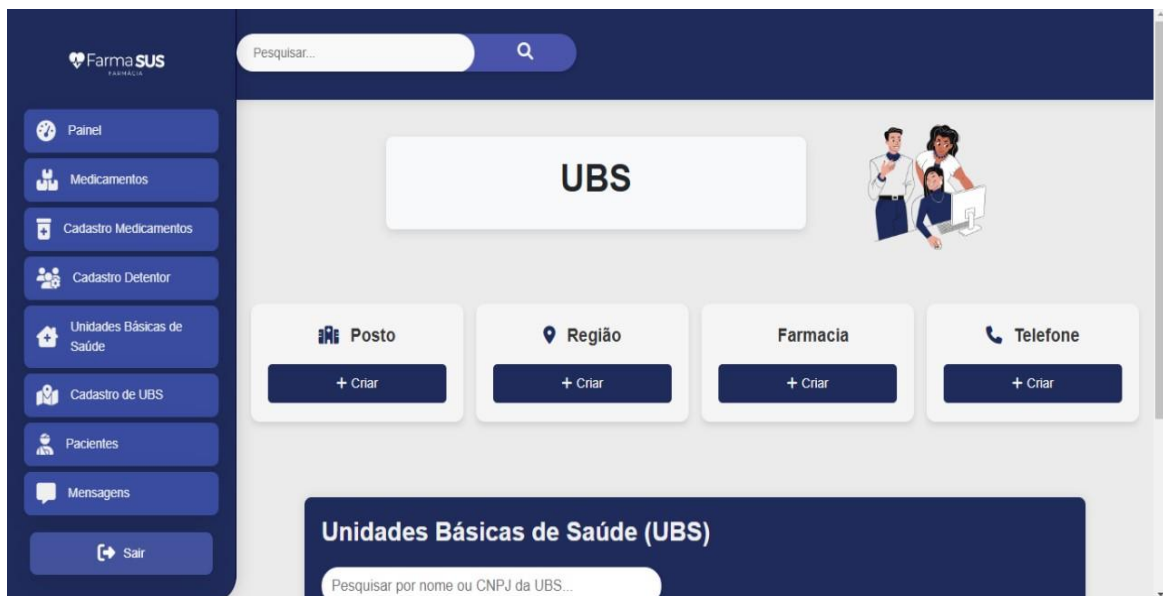 Farma SUS
FARMÁCIA
Pesquisar...
Painel
Medicamentos
Cadastro Medicamentos
Cadastro Detentor
Unidades Básicas de
Saúde
Cadastro de UBS
Pacientes
Mensagens
Sair
UBS
Posto
+ Criar
Região
+ Criar
Farmacia
+ Criar
Telefone
+ Criar
Unidades Básicas de Saúde (UBS)
Pesquisar por nome ou CNPJ da UBS...